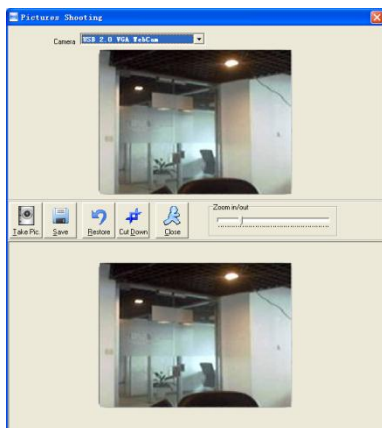 Pictures Shooting
Camera USB 2.0 VGA WebCam
Zoom in/out
Take Pic. Save Restore Cut Down Close